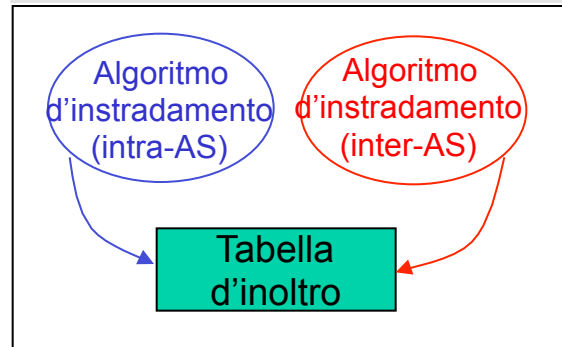 Algoritmo
d'instradamento
(intra-AS)
Algoritmo
d'instradamento
(inter-AS)
Tabella
d'inoltro